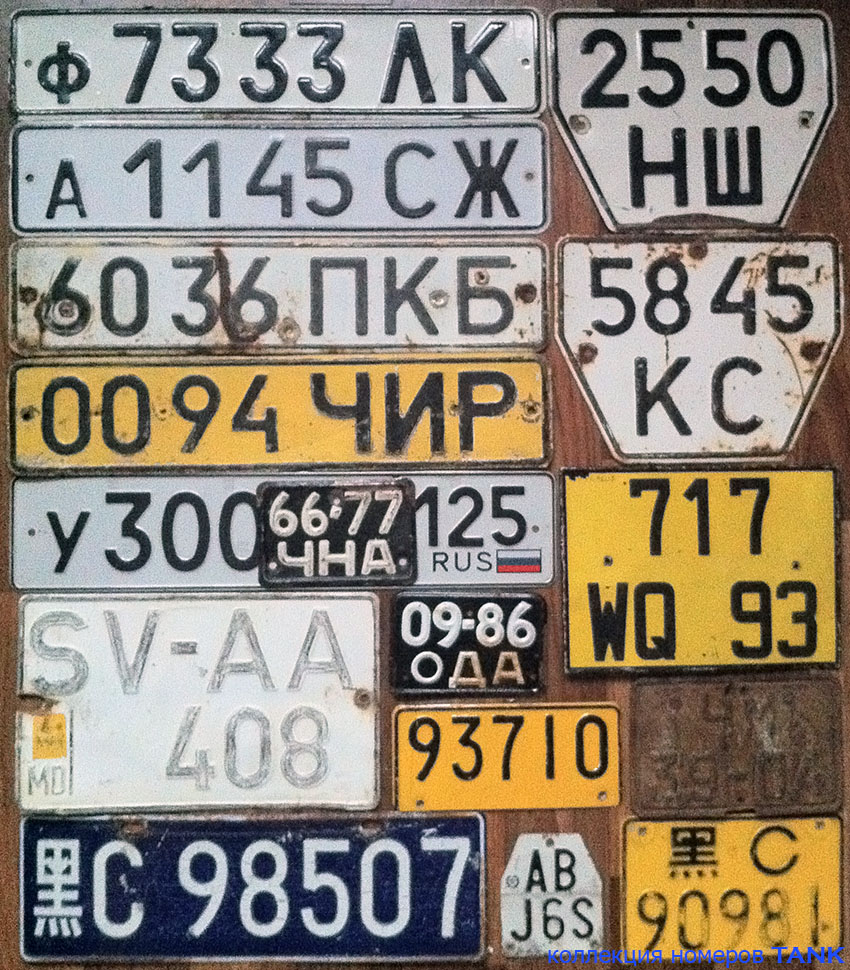 ф 7333 ЛК
2550
НШ
А 1145 СЖ
6036 ПКБ
5845
КС
0094 ЧИР
У 300
125
RUS
66-77
ЧНА
717
WQ 93
SV-AA
408
MD
09-86
ОДА
93710
黑C 98507
AB
J6S
黑 C
90981
коллекция номеров TANK